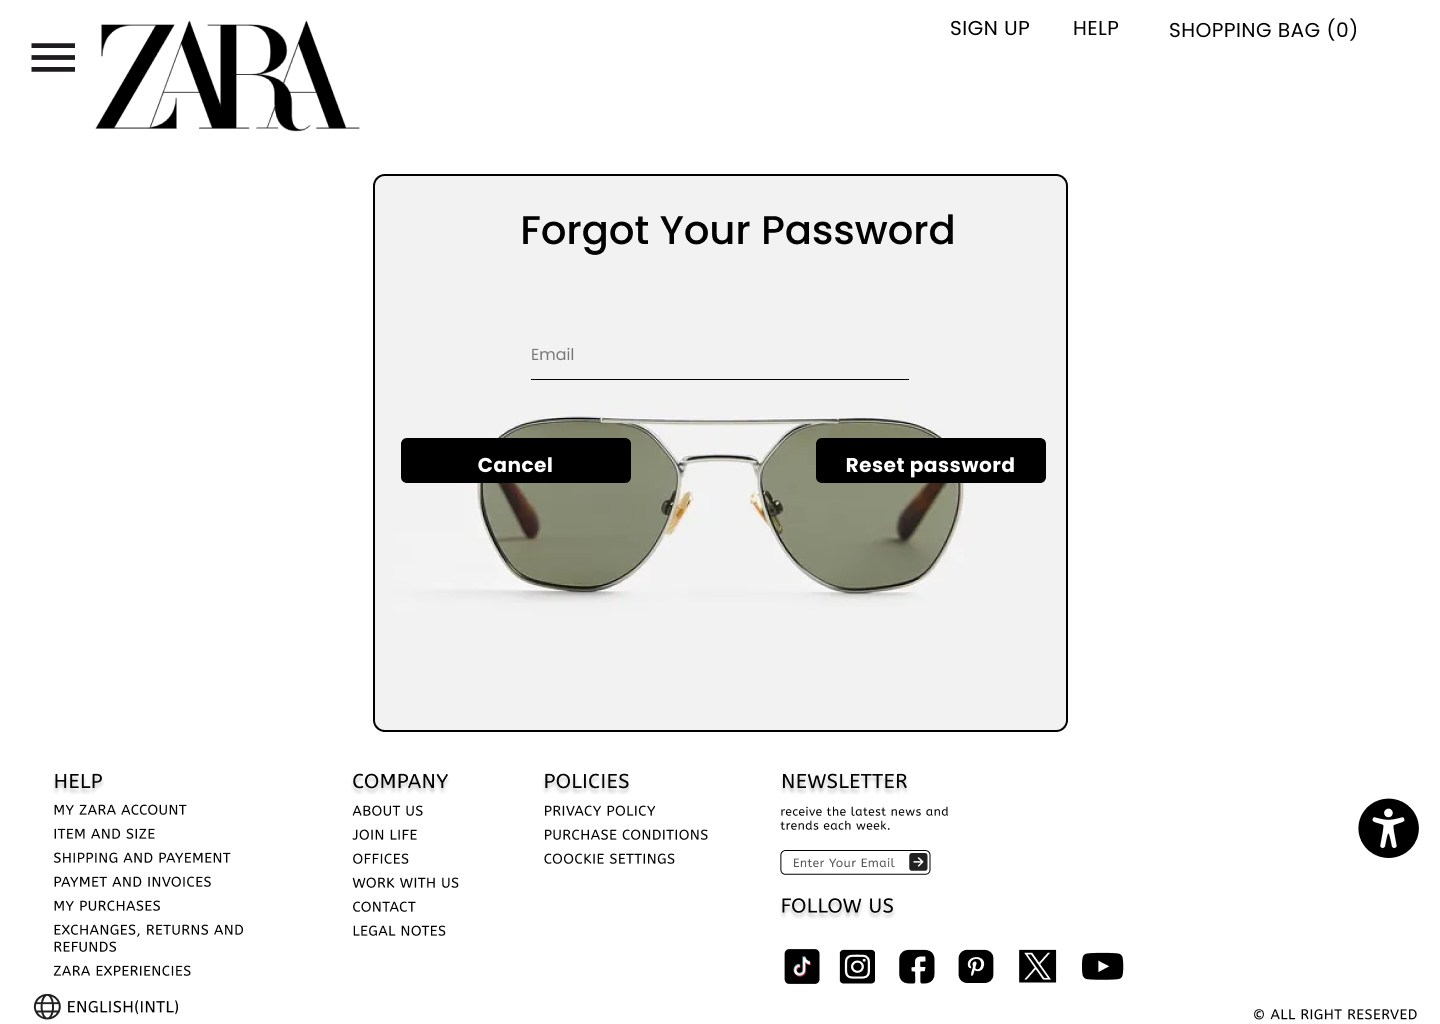 ZARA
SIGN UP
HELP
SHOPPING BAG (0)
Forgot Your Password
Email
Cancel
Reset password
HELP
MY ZARA ACCOUNT
ITEM AND SIZE
SHIPPING AND PAYEMENT
PAYMET AND INVOICES
MY PURCHASES
EXCHANGES, RETURNS AND
REFUNDS
ZARA EXPERIENCIES
ENGLISH(INTL)
COMPANY
ABOUT US
JOIN LIFE
OFFICES
WORK WITH US
CONTACT
LEGAL NOTES
POLICIES
PRIVACY POLICY
PURCHASE CONDITIONS
COOCKIE SETTINGS
NEWSLETTER
receive the latest news and
trends each week.
Enter Your Email
FOLLOW US
© ALL RIGHT RESERVED